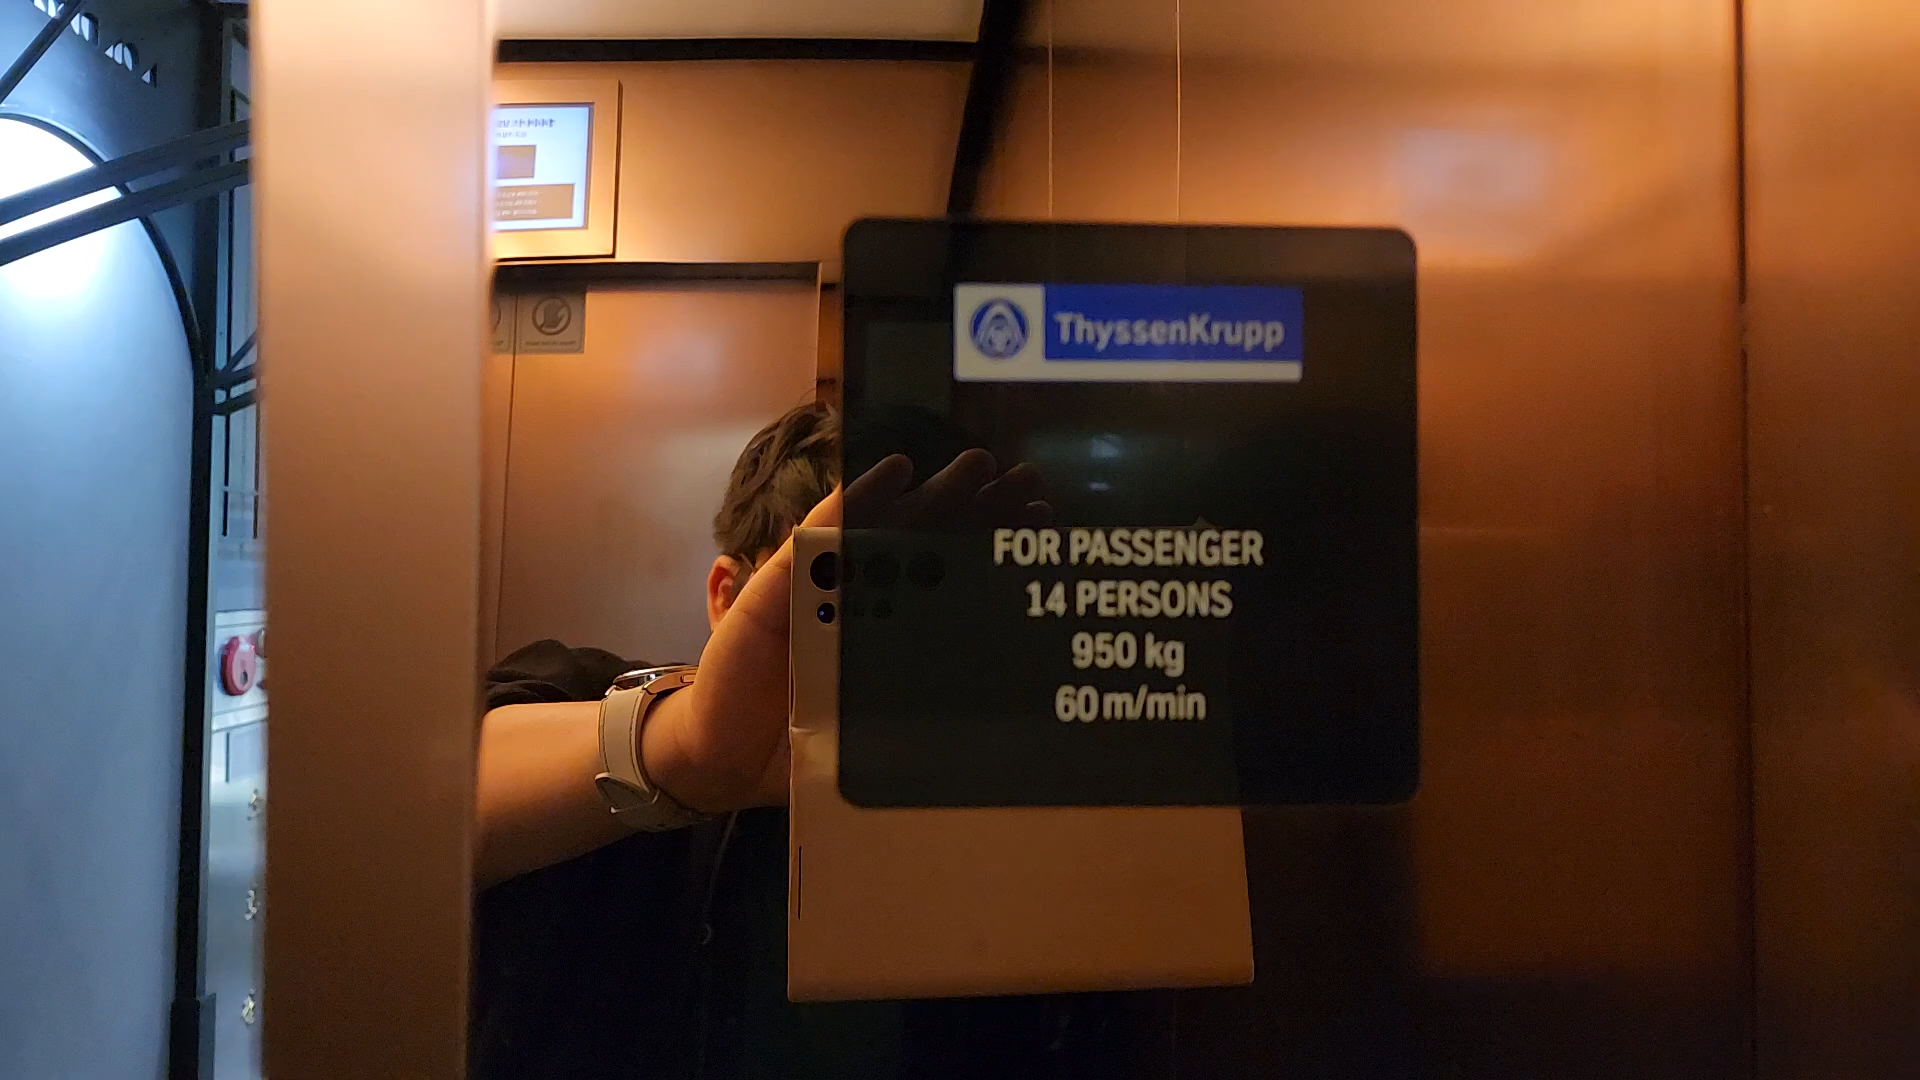 ThyssenKrupp
FOR PASSENGER
14 PERSONS
950 kg
60 m/min